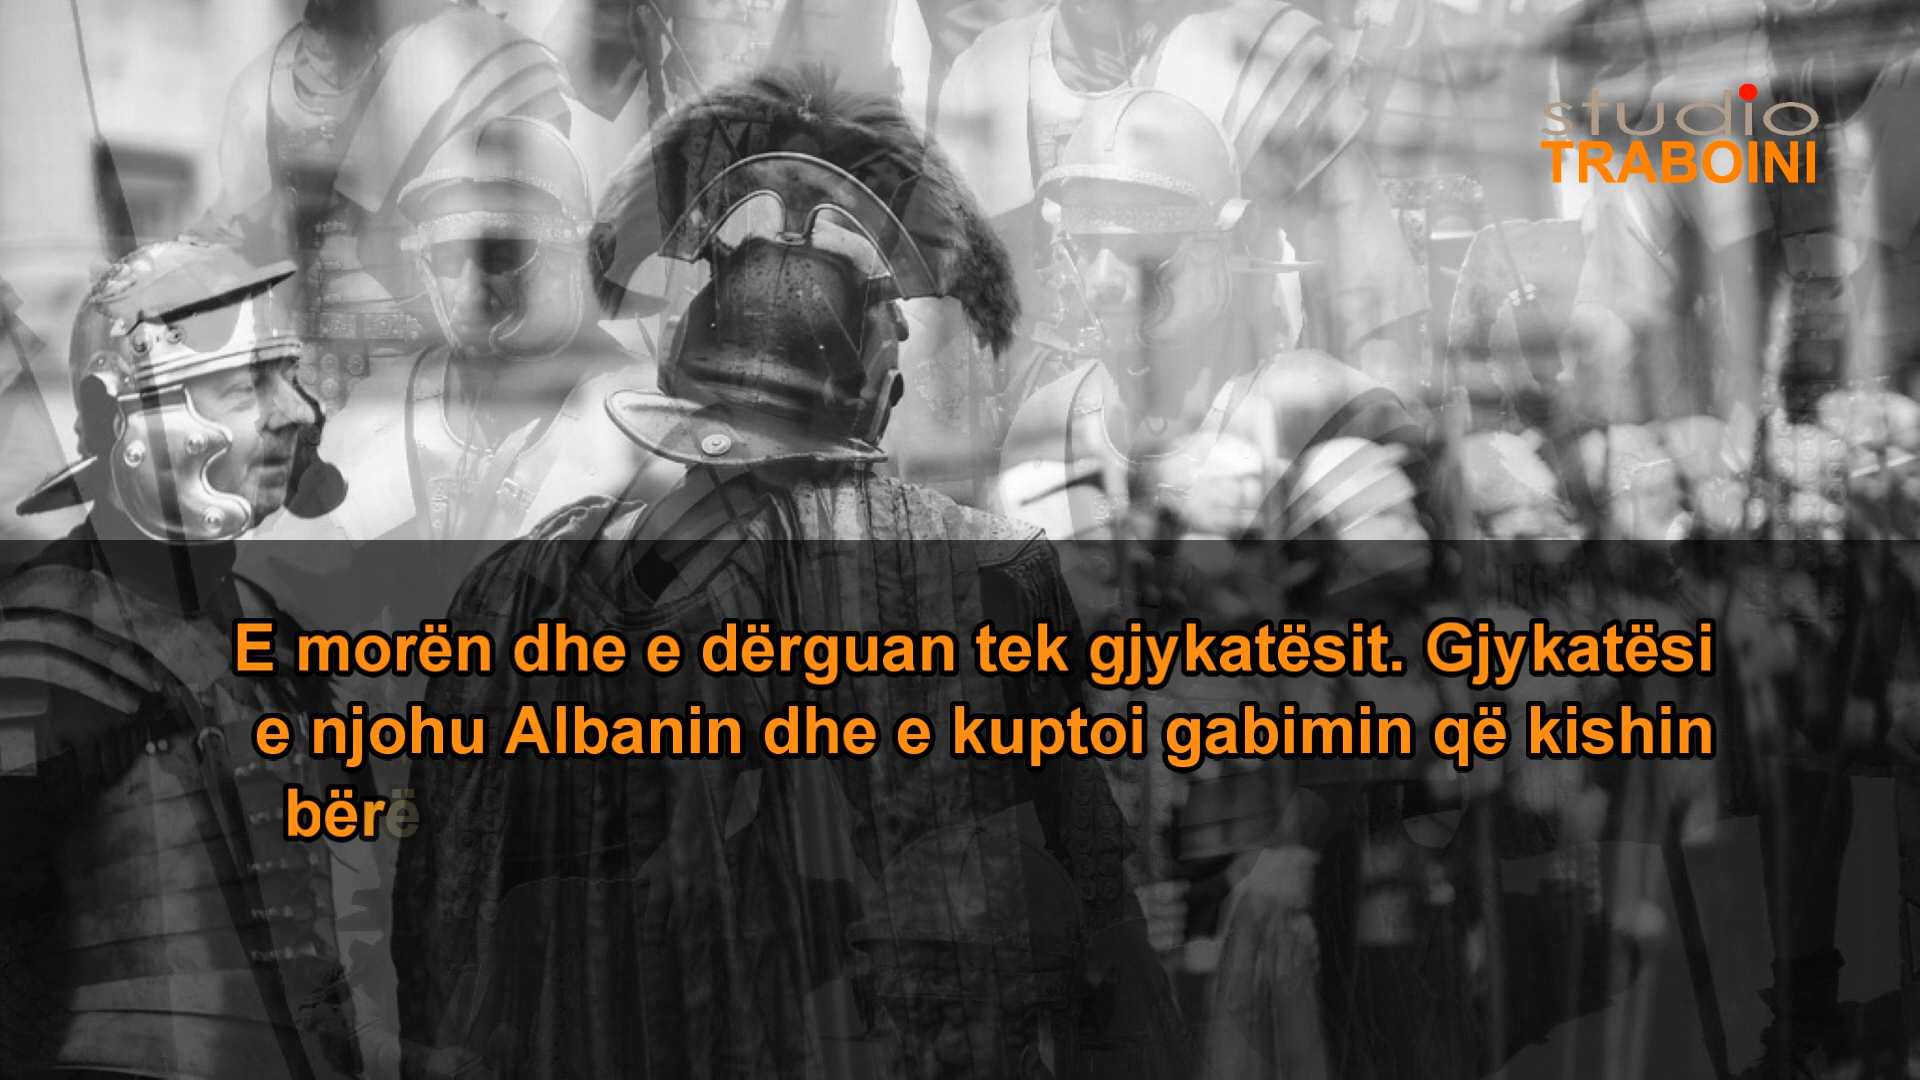 studio
TRABOINI
E morën dhe e dërguan tek gjykatësit. Gjykatësi
e njohu Albanin dhe e kuptoi gabimin që kishin
bërë